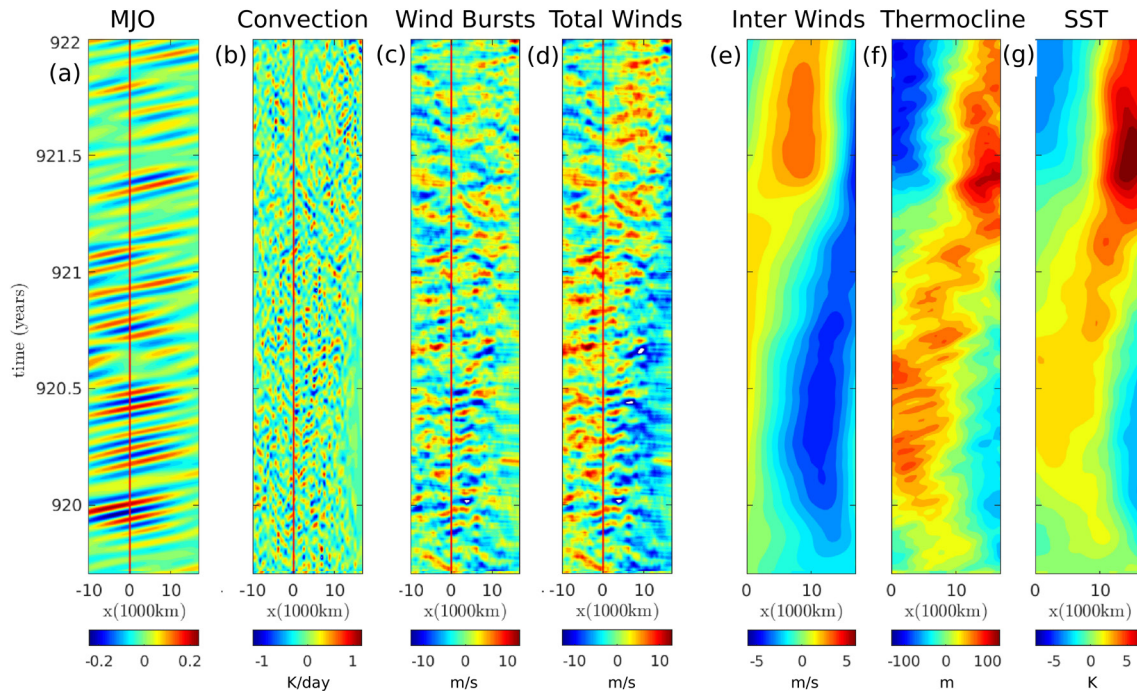 MJO Convection Wind Bursts Total Winds Inter Winds Thermocline SST
(a) (b) (c) (d) (e) (f) (g)
922
921.5
921
920.5
920
time (years)
-10 0 10 -10 0 10 -10 0 10 -10 0 10 0 10 0 10 0 10
x(1000km) x(1000km) x(1000km) x(1000km) x(1000km) x(1000km) x(1000km)
-0.2 0 0.2 -1 0 1 -10 0 10 -10 0 10 -5 0 5 -100 0 100 -5 0 5
K/day m/s m/s m/s m K